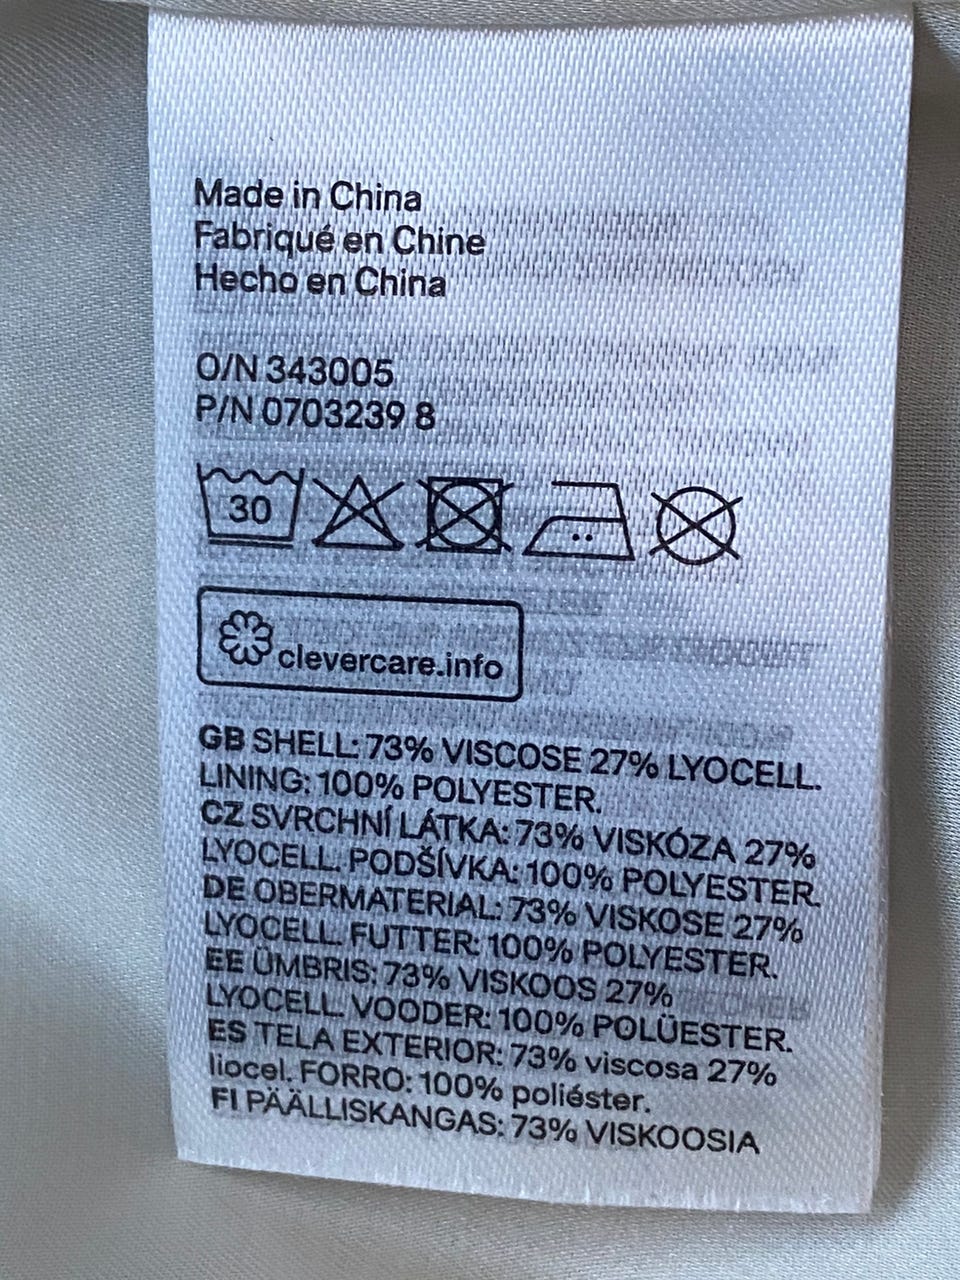 Made in China
Fabriqué en Chine
Hecho en China
O/N 343005
P/N 0703239 8
30
clevercare.info
GB SHELL: 73% VISCOSE 27% LYOCELL.
LINING: 100% POLYESTER.
CZ SVRCHNÍ LÁTKA: 73% VISKÓZA 27%
LYOCELL. PODŠÍVKA: 100% POLYESTER.
DE OBERMATERIAL: 73% VISKOSE 27%
LYOCELL. FUTTER: 100% POLYESTER.
EE ÜMBRIS: 73% VISKOOS 27%
LYOCELL. VOODER: 100% POLÜESTER.
ES TELA EXTERIOR: 73% viscosa 27%
liocel. FORRO: 100% poliéster.
FI PÄÄLLISKANGAS: 73% VISKOOSIA